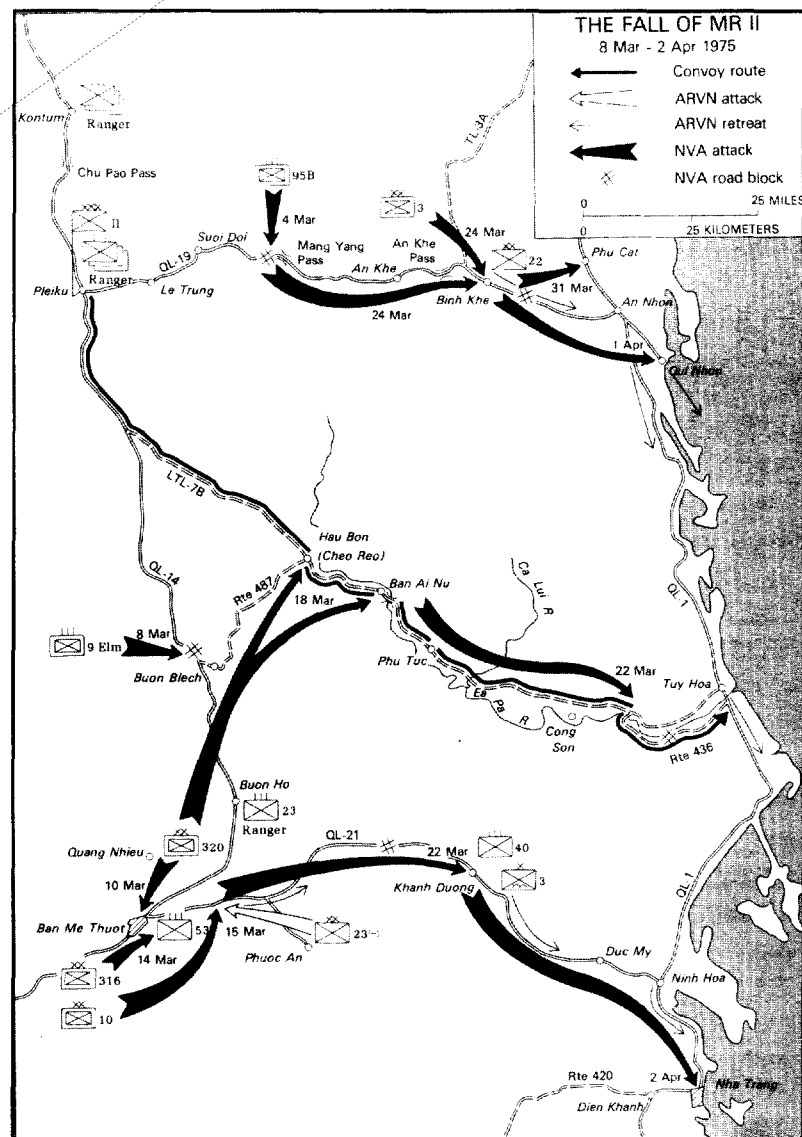 THE FALL OF MR II
8 Mar - 2 Apr 1975
Convoy route
ARVN attack
ARVN retreat
NVA attack
NVA road block
0 25 MILES
0 25 KILOMETERS
Kontum
Ranger
Chu Pao Pass
II
Ranger
Pleiku
QL-19
Suoi Doi
Le Trung
95B
4 Mar
Mang Yang
Pass
An Khe
An Khe
Pass
TL-3A
3
24 Mar
24 Mar
22
Binh Khe
31 Mar
Phu Cat
An Nhon
1 Apr
Qui Nhon
LTL-7B
QL-14
Hau Bon
(Cheo Reo)
Rte 487
18 Mar
Ban Ai Nu
Ca Lui R
QL-1
9 Elm
8 Mar
Buon Blech
Phu Tuc
Ea Pa R
Cong
Son
22 Mar
Tuy Hoa
Rte 436
Buon Ho
23
Ranger
Quang Nhieu
320
10 Mar
QL-21
22 Mar
40
3
Khanh Duong
QL 1
Ban Me Thuot
53
14 Mar
15 Mar
23(-)
Phuoc An
316
10
Duc My
Ninh Hoa
Rte 420
2 Apr
Nha Trang
Dien Khanh